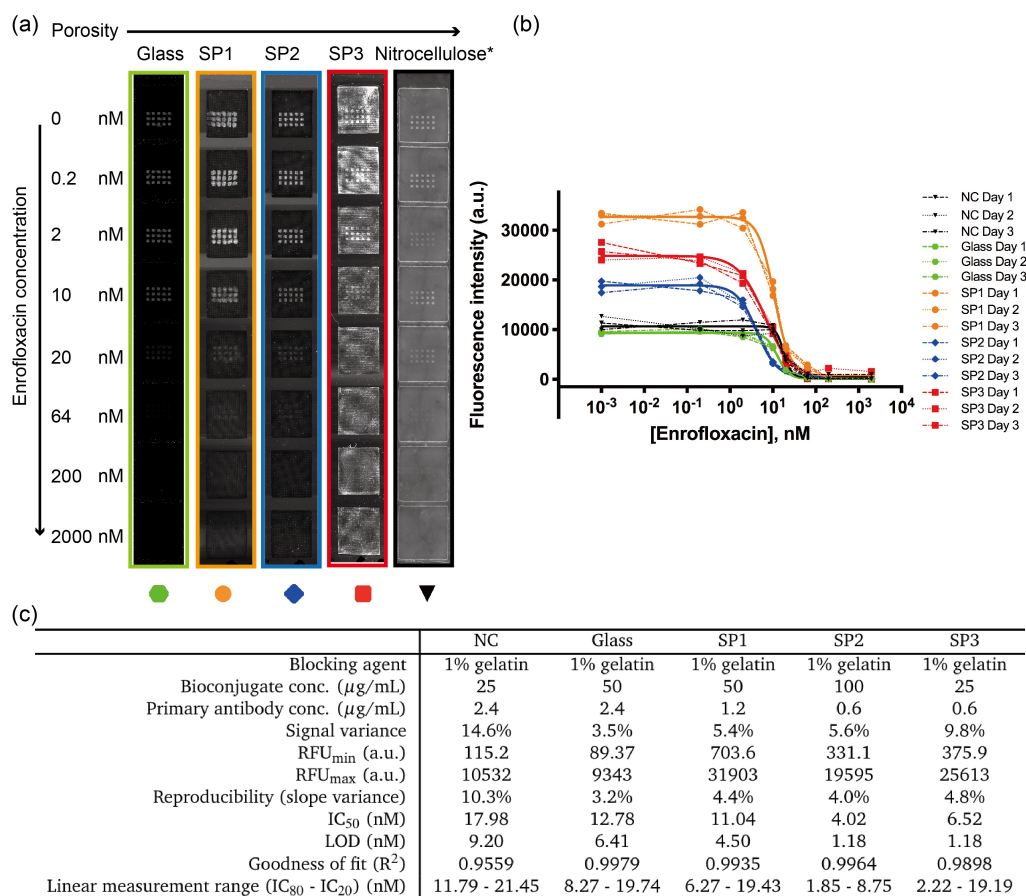 (a)
Porosity
Glass SP1 SP2 SP3 Nitrocellulose*
Enrofloxacin concentration
0 nM
0.2 nM
2 nM
10 nM
20 nM
64 nM
200 nM
2000 nM
(b)
Fluorescence intensity (a.u.)
30000
20000
10000
0
10⁻³ 10⁻² 10⁻¹ 10⁰ 10¹ 10² 10³ 10⁴
[Enrofloxacin], nM
NC Day 1
NC Day 2
NC Day 3
Glass Day 1
Glass Day 2
Glass Day 3
SP1 Day 1
SP1 Day 2
SP1 Day 3
SP2 Day 1
SP2 Day 2
SP2 Day 3
SP3 Day 1
SP3 Day 2
SP3 Day 3
(c)
NC Glass SP1 SP2 SP3
Blocking agent 1% gelatin 1% gelatin 1% gelatin 1% gelatin 1% gelatin
Bioconjugate conc. (μg/mL) 25 50 50 100 25
Primary antibody conc. (μg/mL) 2.4 2.4 1.2 0.6 0.6
Signal variance 14.6% 3.5% 5.4% 5.6% 9.8%
RFUmin (a.u.) 115.2 89.37 703.6 331.1 375.9
RFUmax (a.u.) 10532 9343 31903 19595 25613
Reproducibility (slope variance) 10.3% 3.2% 4.4% 4.0% 4.8%
IC50 (nM) 17.98 12.78 11.04 4.02 6.52
LOD (nM) 9.20 6.41 4.50 1.18 1.18
Goodness of fit (R²) 0.9559 0.9979 0.9935 0.9964 0.9898
Linear measurement range (IC80 - IC20) (nM) 11.79 - 21.45 8.27 - 19.74 6.27 - 19.43 1.85 - 8.75 2.22 - 19.19